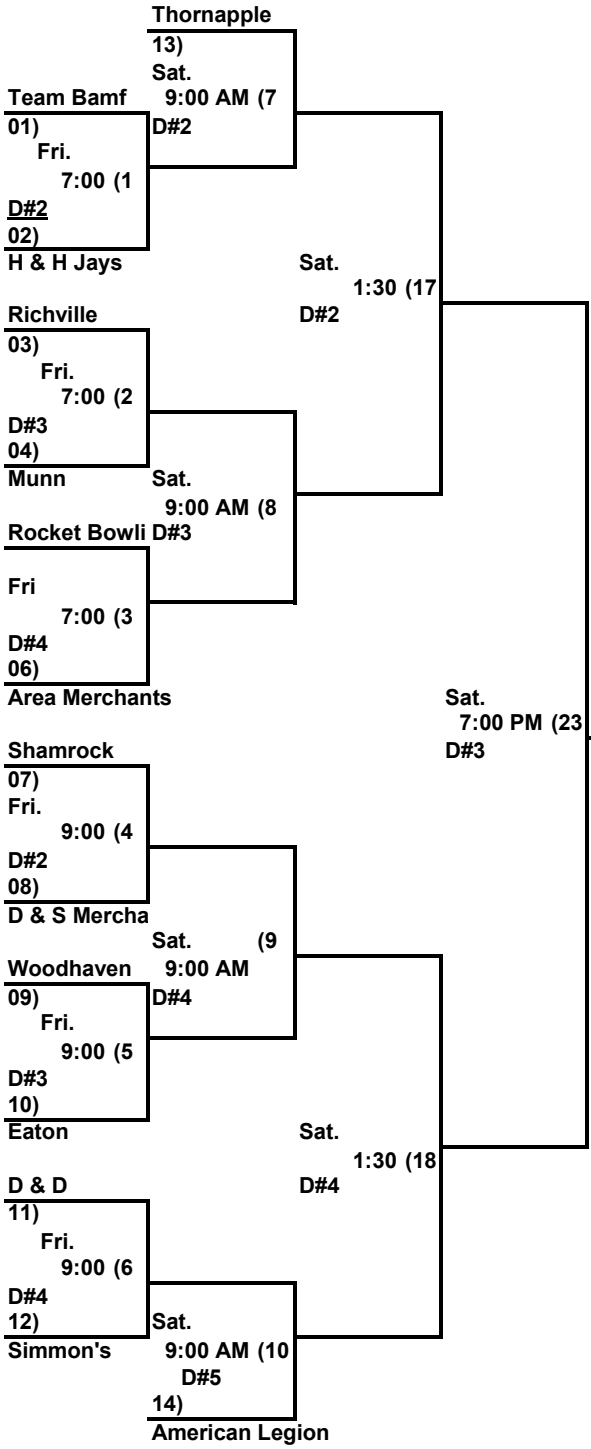 Thornapple
13)
Sat.
9:00 AM (7
Team Bamf
01)
D#2
Fri.
7:00 (1
D#2
02)
H & H Jays
Sat.
1:30 (17
Richville
D#2
03)
Fri.
7:00 (2
D#3
04)
Munn
Sat.
9:00 AM (8
Rocket Bowli D#3
Fri
7:00 (3
D#4
06)
Area Merchants
Sat.
7:00 PM (23
Shamrock
D#3
07)
Fri.
9:00 (4
D#2
08)
D & S Mercha
Sat. (9
Woodhaven
9:00 AM
09)
D#4
Fri.
9:00 (5
D#3
10)
Eaton
Sat.
1:30 (18
D & D
D#4
11)
Fri.
9:00 (6
D#4
12)
Sat.
Simmon's
9:00 AM (10
D#5
14)
American Legion